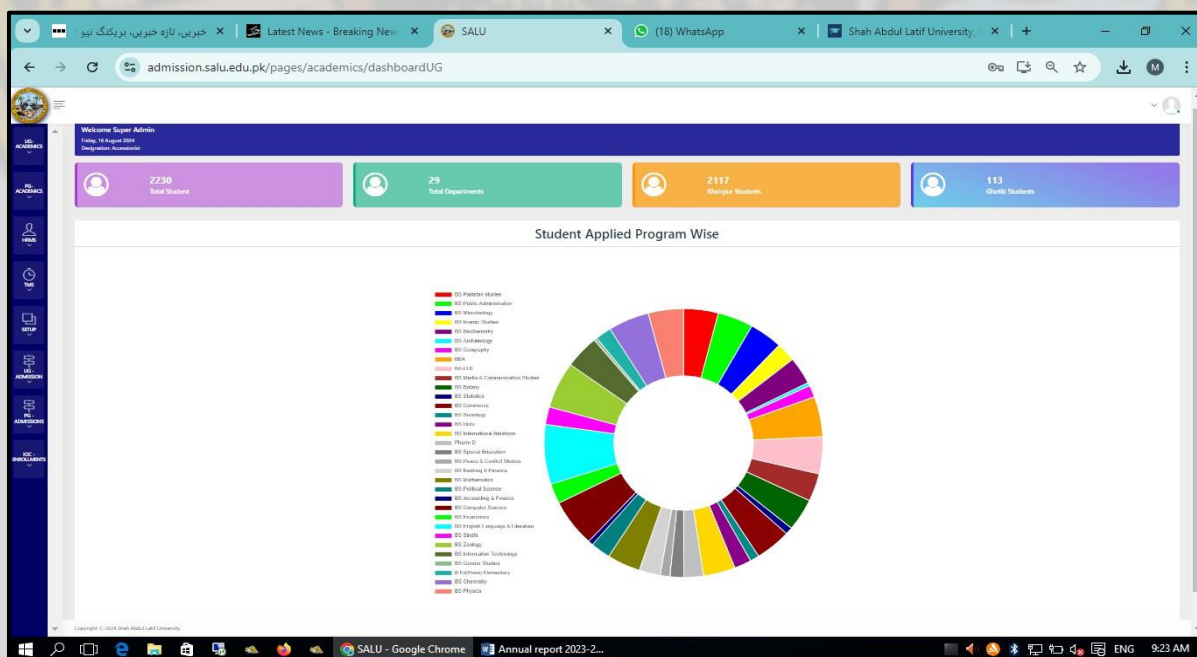 خبریں، تازہ خبریں، بریکنگ نیو
Latest News - Breaking New
SALU
(18) WhatsApp
Shah Abdul Latif University,
admission.salu.edu.pk/pages/academics/dashboardUG
M
UG-
ACADEMICS
PG-
ACADEMICS
HRMS
TMS
SETUP
UG -
ADMISSION
PG -
ADMISSIONS
ENROLLMENTS
Welcome Super Admin
Friday, 16 August 2024
Designation: Accessionist
2230
Total Student
29
Total Departments
2117
Khairpur Students
113
Ghotki Students
Student Applied Program Wise
BS Pakistan Studies
BS Public Administration
BS Microbiology
BS Islamic Studies
BS Biochemistry
BS Archaeology
BS Geography
BBA
BS Media & Communication Studies
BS Botany
BS Statistics
BS Commerce
BS Sociology
BS Urdu
BS International Relations
Pharm D
BS Special Education
BS Peace & Conflict Studies
BS Banking & Finance
BS Mathematics
BS Political Science
BS Accounting & Finance
BS Computer Science
BS Economics
BS English Language & Literature
BS Sindhi
BS Zoology
BS Information Technology
BS Gender Studies
B.Ed(Hons) Elementary
BS Chemistry
BS Physics
Copyright © 2024 Shah Abdul Latif University
SALU - Google Chrome
Annual report 2023-2...
ENG
9:23 AM